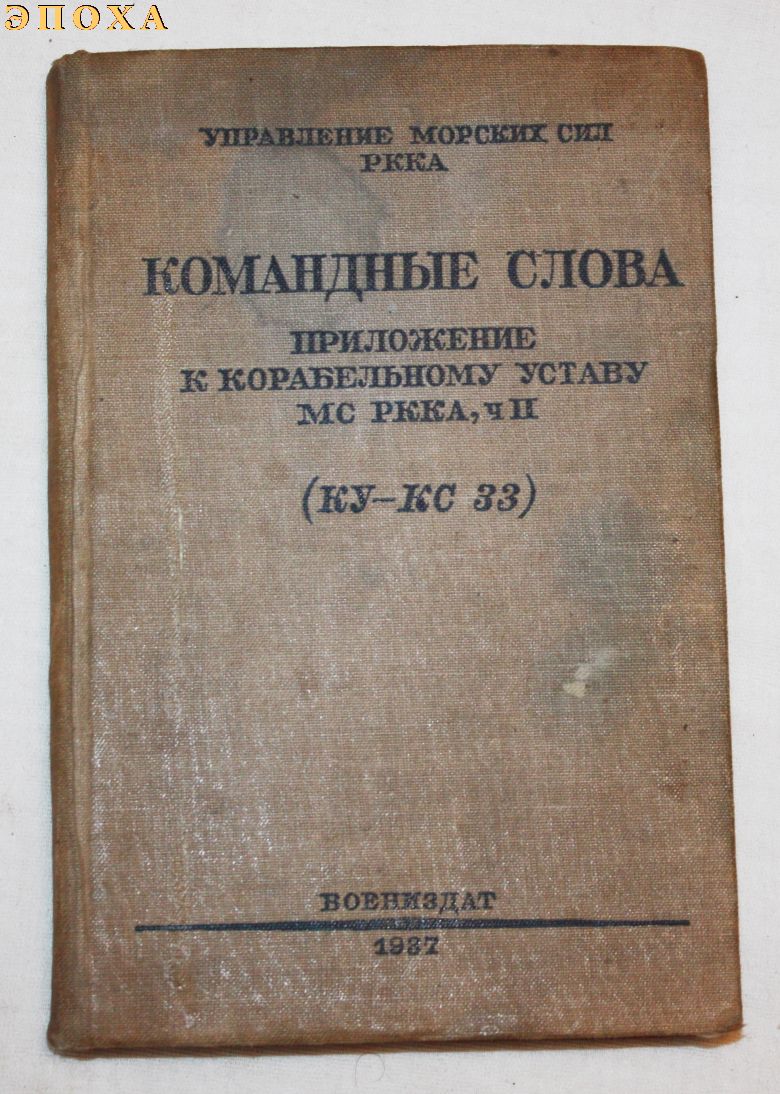 ЭПОХА
УПРАВЛЕНИЕ МОРСКИХ СИЛ
РККА
КОМАНДНЫЕ СЛОВА
ПРИЛОЖЕНИЕ
К КОРАБЕЛЬНОМУ УСТАВУ
МС РККА, ч II
(КУ–КС 33)
ВОЕНИЗДАТ
1937